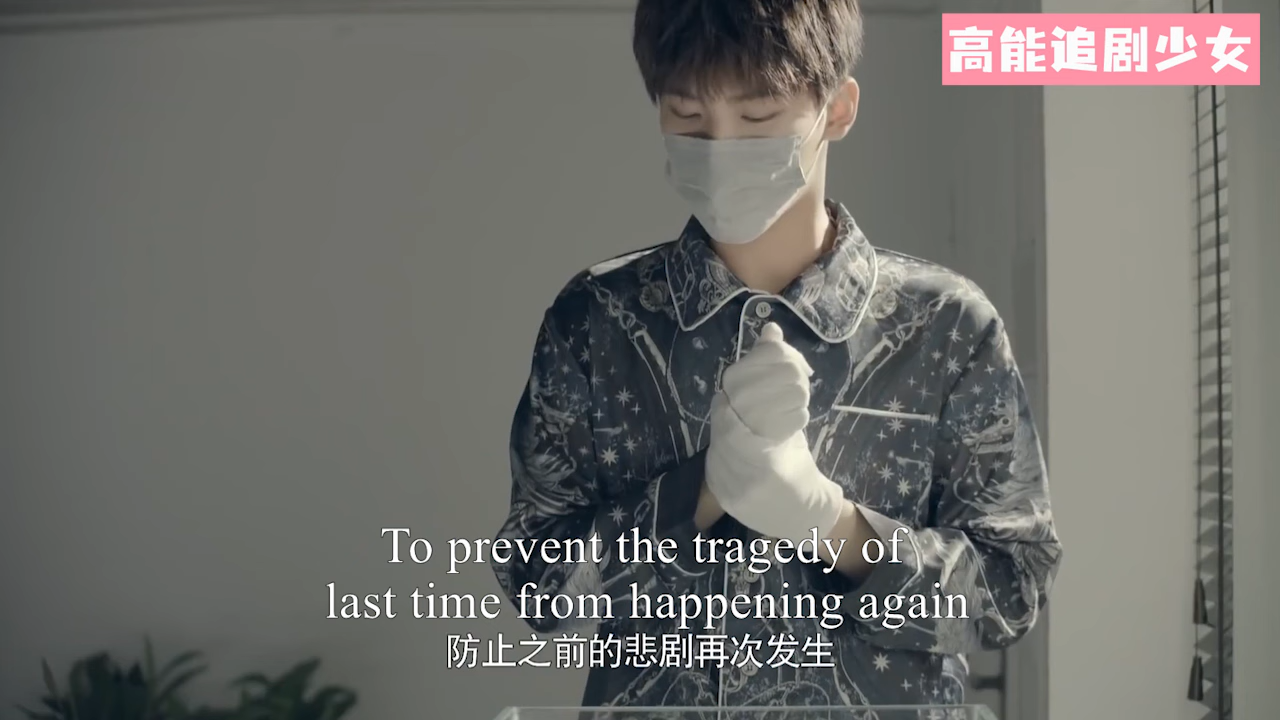 高能追剧少女
To prevent the tragedy of
last time from happening again
防止之前的悲剧再次发生